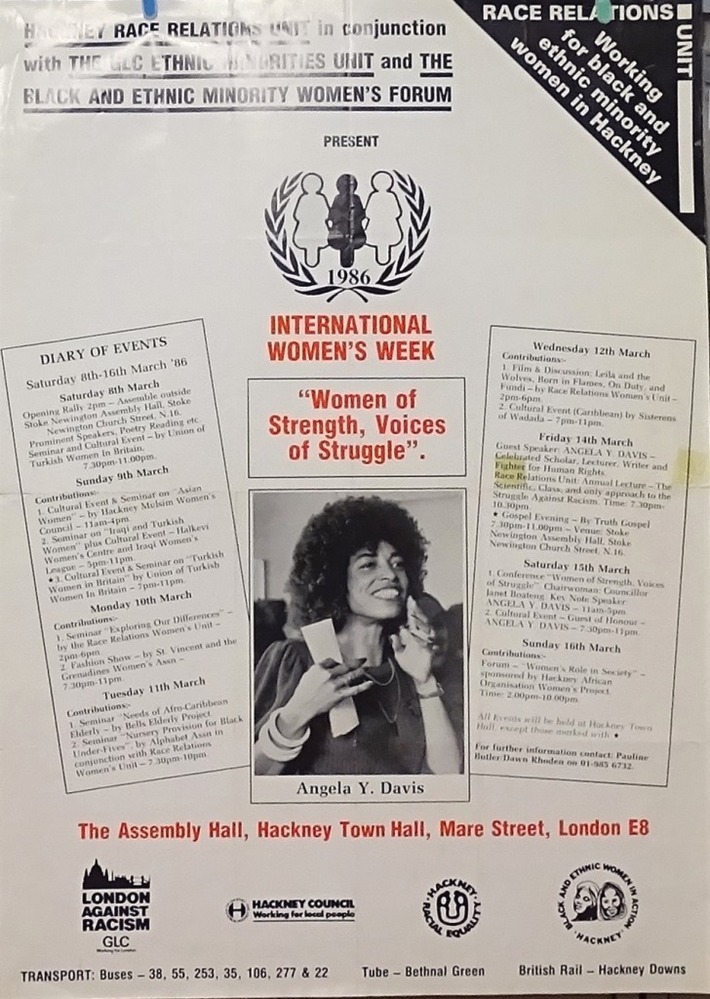 HACKNEY RACE RELATIONS UNIT in conjunction
with THE GLC ETHNIC MINORITIES UNIT and THE
BLACK AND ETHNIC MINORITY WOMEN'S FORUM
RACE RELATIONS UNIT
Working
for black and
ethnic minority
women in Hackney
PRESENT
1986
INTERNATIONAL
WOMEN'S WEEK
"Women of
Strength, Voices
of Struggle".
DIARY OF EVENTS
Saturday 8th-16th March '86
Saturday 8th March
Opening Rally 2pm – Assemble outside
Stoke Newington Assembly Hall, Stoke
Newington Church Street, N.16.
Prominent Speakers, Poetry Reading etc.
Seminar and Cultural Event – by Union of
Turkish Women In Britain.
7.30pm-11.00pm.
Sunday 9th March
Contributions:-
1. Cultural Event & Seminar on "Asian
Women" – by Hackney Mulsim Women's
Council – 11am-4pm.
2. Seminar on "Iraqi and Turkish
Women" plus Cultural Event – Halkevi
Women's Centre and Iraqi Women's
League – 5pm-11pm.
★3. Cultural Event & Seminar on "Turkish
Women in Britain" by Union of Turkish
Women In Britain – 7pm-11pm.
Monday 10th March
Contributions:-
1. Seminar "Exploring Our Differences" –
by the Race Relations Women's Unit –
2pm-6pm.
2. Fashion Show – by St. Vincent and the
Grenadines Women's Assn –
7.30pm-11pm.
Tuesday 11th March
Contributions:-
1. Seminar "Needs of Afro-Caribbean
Elderly – by Bells Elderly Project.
2. Seminar "Nursery Provision for Black
Under-Fives", by Alphabet Assn in
conjunction with Race Relations
Women's Unit – 7.30pm-10pm.
Wednesday 12th March
Contributions:-
1. Film & Discussion: Leila and the
Wolves, Born in Flames, On Duty, and
Fundi – by Race Relations Women's Unit –
2pm-6pm.
2. Cultural Event (Caribbean) by Sisterens
of Wadada – 7pm-11pm.
Friday 14th March
Guest Speaker: ANGELA Y. DAVIS –
Celebrated Scholar, Lecturer, Writer and
Fighter for Human Rights.
Race Relations Unit: Annual Lecture – The
Scientific, Class, and only approach to the
Struggle Against Racism. Time: 7.30pm-
10.30pm.
★ Gospel Evening – By Truth Gospel
7.30pm-11.00pm – Venue: Stoke
Newington Assembly Hall, Stoke
Newington Church Street, N.16.
Saturday 15th March
1. Conference "Women of Strength, Voices
of Struggle". Chairwoman: Councillor
Janet Boateng. Key Note Speaker:
ANGELA Y. DAVIS – 11am-5pm.
2. Cultural Event – Guest of Honour –
ANGELA Y. DAVIS – 7.30pm-11pm.
Sunday 16th March
Contributions:-
Forum – "Women's Role in Society" –
sponsored by Hackney African
Organisation Women's Project.
Time: 2.00pm-10.00pm.
All Events will be held at Hackney Town
Hall, except those marked with ★
For further information contact: Pauline
Butler/Dawn Rhoden on 01-985 6732.
Angela Y. Davis
The Assembly Hall, Hackney Town Hall, Mare Street, London E8
LONDON
AGAINST
RACISM
GLC
Working for London
HACKNEY COUNCIL
Working for local people
HACKNEY
RACIAL EQUALITY
BLACK AND ETHNIC WOMEN IN ACTION
HACKNEY
TRANSPORT: Buses – 38, 55, 253, 35, 106, 277 & 22 Tube – Bethnal Green British Rail – Hackney Downs